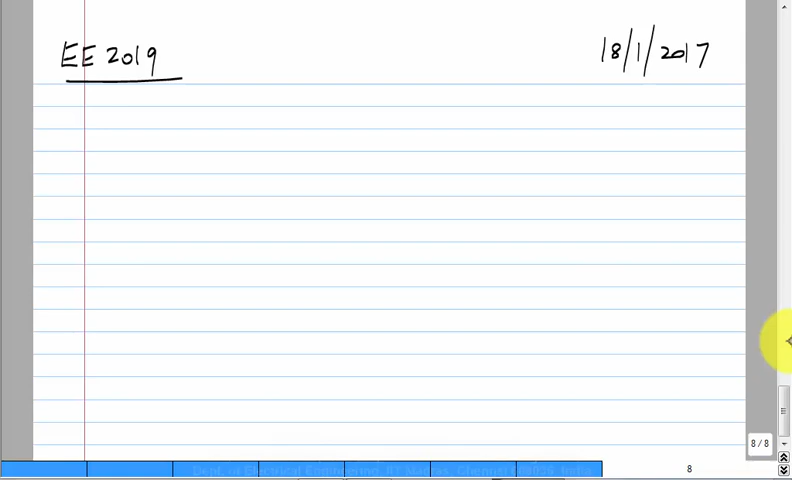 EE 2019 18/1/2017
8/8
8
Dept. of Electrical Engineering, IIT Madras, Chennai 600036, India